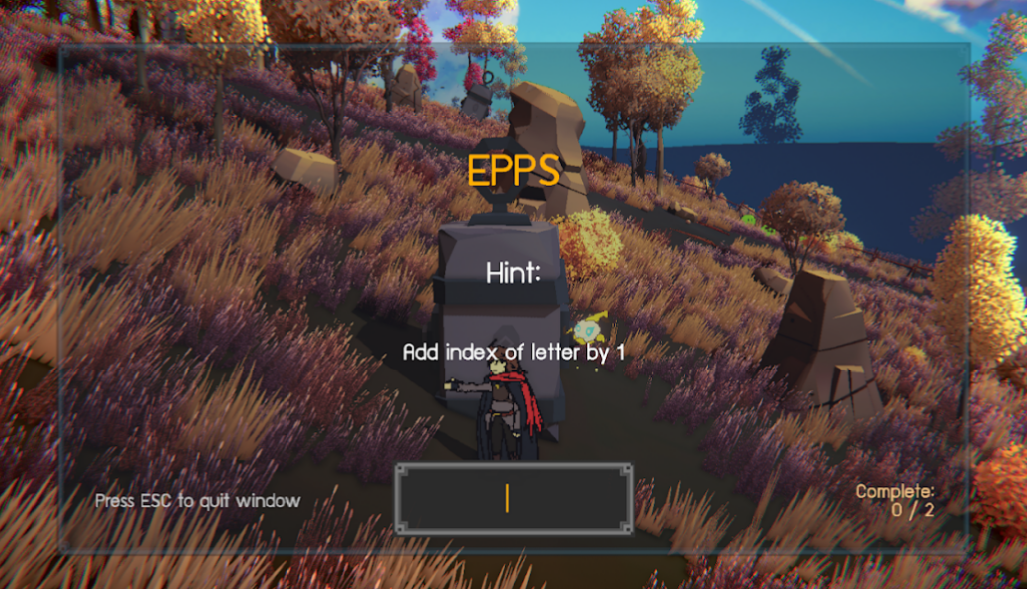 EPPS
Hint:
Add index of letter by 1
Press ESC to quit window
Complete:
0 / 2